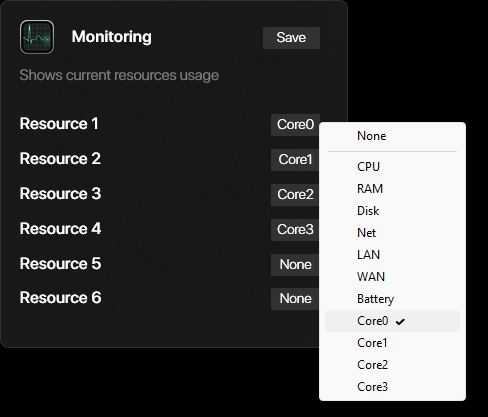 Monitoring
Save
Shows current resources usage
Resource 1 Core0
Resource 2 Core1
Resource 3 Core2
Resource 4 Core3
Resource 5 None
Resource 6 None
None
CPU
RAM
Disk
Net
LAN
WAN
Battery
Core0
Core1
Core2
Core3